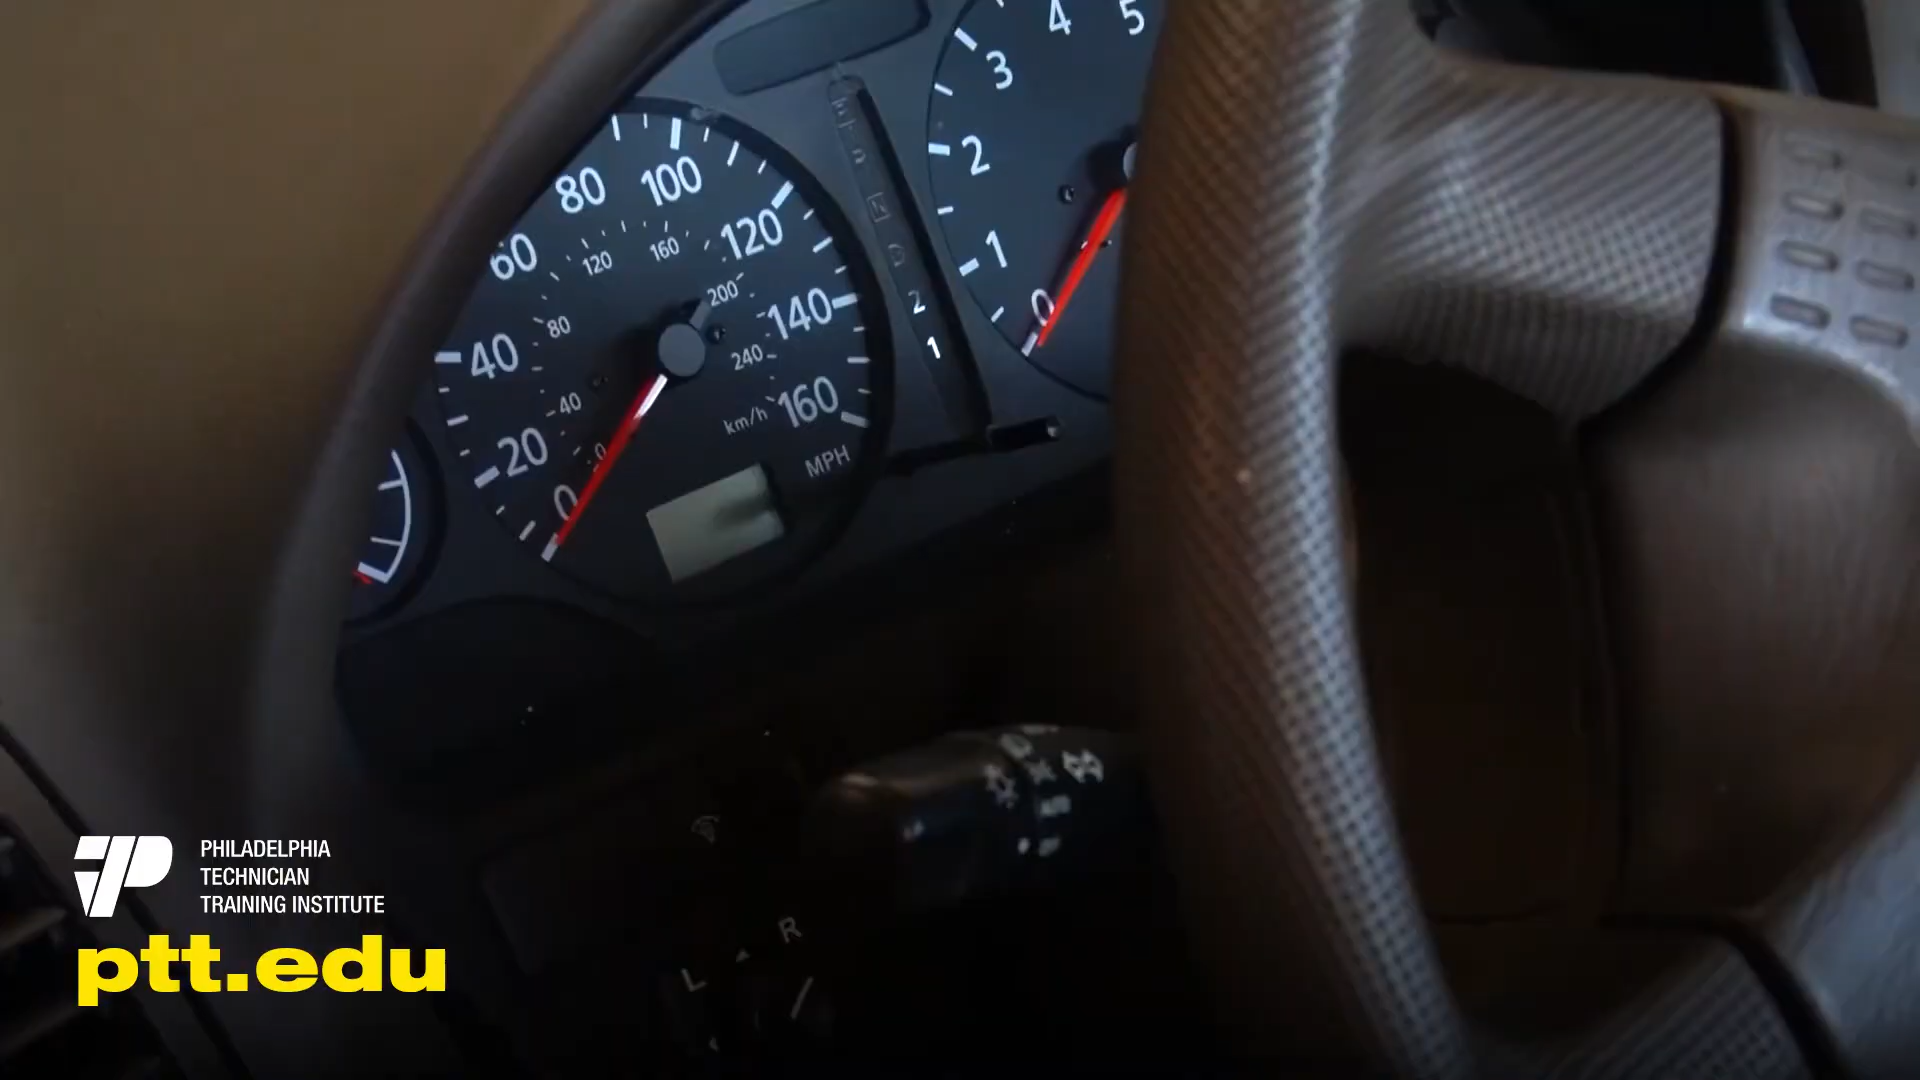 4 5
3
2
1
0
80 100
60 120
120 160
200
80 140
40 240
40 km/h 160
20 0 MPH
0
2
1
R
L
PHILADELPHIA
TECHNICIAN
TRAINING INSTITUTE
ptt.edu